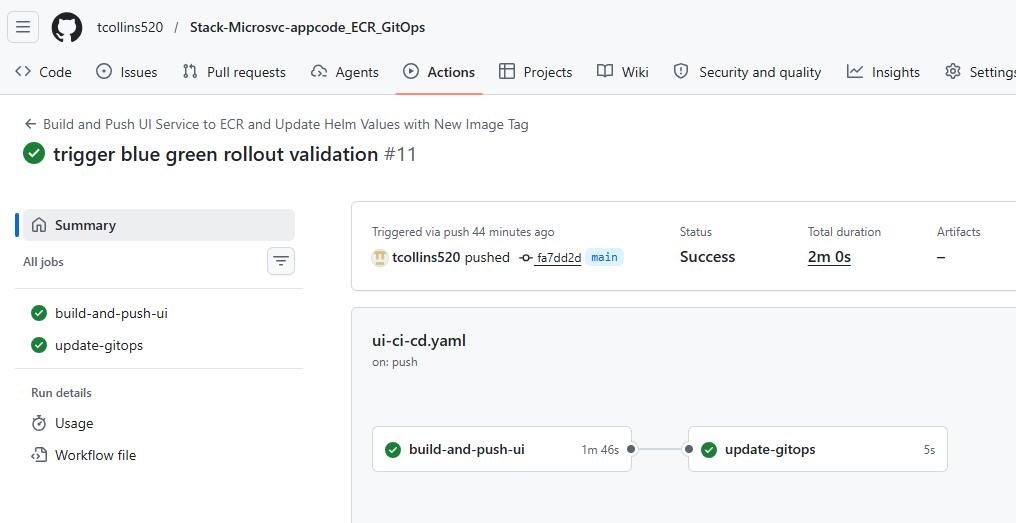 tcollins520 / Stack-Microsvc-appcode_ECR_GitOps
Code Issues Pull requests Agents Actions Projects Wiki Security and quality Insights Settings
Build and Push UI Service to ECR and Update Helm Values with New Image Tag
trigger blue green rollout validation #11
Summary
All jobs
build-and-push-ui
update-gitops
Run details
Usage
Workflow file
Triggered via push 44 minutes ago
tcollins520 pushed fa7dd2d main
Status
Success
Total duration
2m 0s
Artifacts
–
ui-ci-cd.yaml
on: push
build-and-push-ui 1m 46s
update-gitops 5s